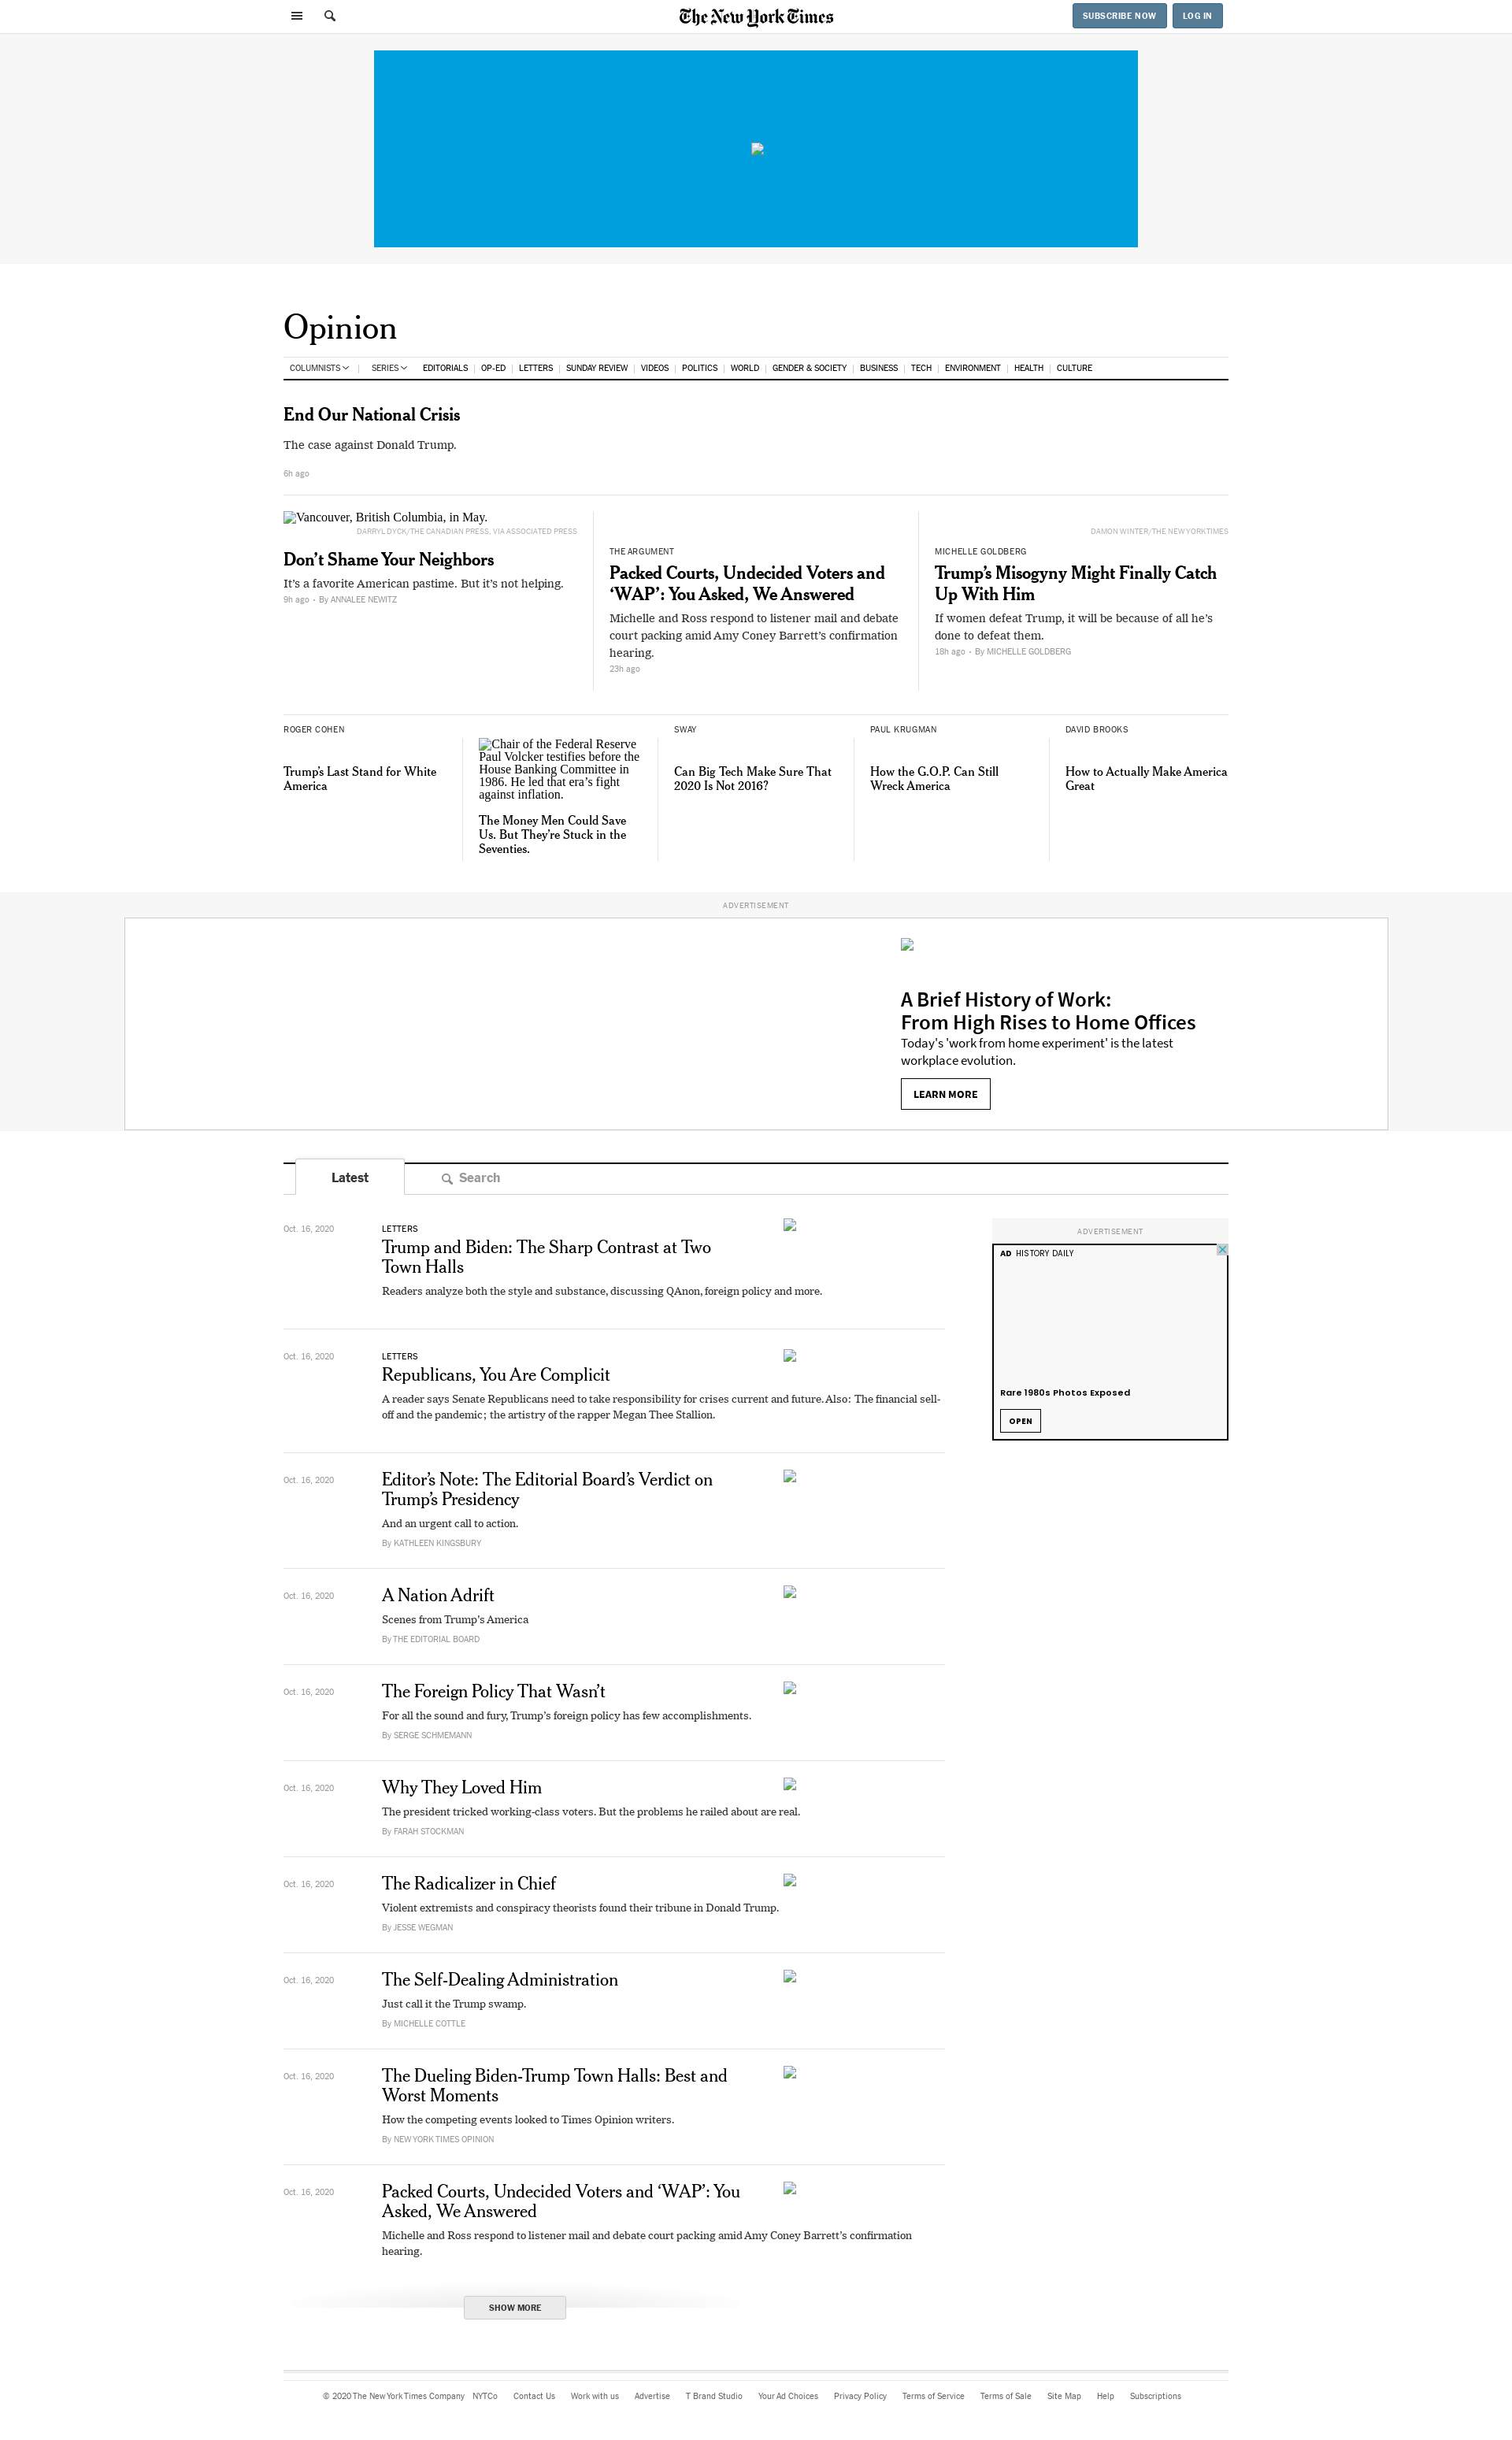 The New York Times
SUBSCRIBE NOW
LOG IN
Opinion
COLUMNISTS
SERIES
EDITORIALS
OP-ED
LETTERS
SUNDAY REVIEW
VIDEOS
POLITICS
WORLD
GENDER & SOCIETY
BUSINESS
TECH
ENVIRONMENT
HEALTH
CULTURE
End Our National Crisis
The case against Donald Trump.
6h ago
Vancouver, British Columbia, in May.
DARRYL DYCK/THE CANADIAN PRESS, VIA ASSOCIATED PRESS
Don’t Shame Your Neighbors
It’s a favorite American pastime. But it’s not helping.
9h ago • By ANNALEE NEWITZ
THE ARGUMENT
Packed Courts, Undecided Voters and
‘WAP’: You Asked, We Answered
Michelle and Ross respond to listener mail and debate
court packing amid Amy Coney Barrett’s confirmation
hearing.
23h ago
DAMON WINTER/THE NEW YORK TIMES
MICHELLE GOLDBERG
Trump’s Misogyny Might Finally Catch
Up With Him
If women defeat Trump, it will be because of all he’s
done to defeat them.
18h ago • By MICHELLE GOLDBERG
ROGER COHEN
Trump’s Last Stand for White
America
Chair of the Federal Reserve
Paul Volcker testifies before the
House Banking Committee in
1986. He led that era’s fight
against inflation.
The Money Men Could Save
Us. But They’re Stuck in the
Seventies.
SWAY
Can Big Tech Make Sure That
2020 Is Not 2016?
PAUL KRUGMAN
How the G.O.P. Can Still
Wreck America
DAVID BROOKS
How to Actually Make America
Great
ADVERTISEMENT
A Brief History of Work:
From High Rises to Home Offices
Today's 'work from home experiment' is the latest
workplace evolution.
LEARN MORE
Latest
Search
Oct. 16, 2020
LETTERS
Trump and Biden: The Sharp Contrast at Two
Town Halls
Readers analyze both the style and substance, discussing QAnon, foreign policy and more.
ADVERTISEMENT
AD HISTORY DAILY
Rare 1980s Photos Exposed
OPEN
Oct. 16, 2020
LETTERS
Republicans, You Are Complicit
A reader says Senate Republicans need to take responsibility for crises current and future. Also: The financial sell-
off and the pandemic; the artistry of the rapper Megan Thee Stallion.
Oct. 16, 2020
Editor’s Note: The Editorial Board’s Verdict on
Trump’s Presidency
And an urgent call to action.
By KATHLEEN KINGSBURY
Oct. 16, 2020
A Nation Adrift
Scenes from Trump’s America
By THE EDITORIAL BOARD
Oct. 16, 2020
The Foreign Policy That Wasn’t
For all the sound and fury, Trump’s foreign policy has few accomplishments.
By SERGE SCHMEMANN
Oct. 16, 2020
Why They Loved Him
The president tricked working-class voters. But the problems he railed about are real.
By FARAH STOCKMAN
Oct. 16, 2020
The Radicalizer in Chief
Violent extremists and conspiracy theorists found their tribune in Donald Trump.
By JESSE WEGMAN
Oct. 16, 2020
The Self-Dealing Administration
Just call it the Trump swamp.
By MICHELLE COTTLE
Oct. 16, 2020
The Dueling Biden-Trump Town Halls: Best and
Worst Moments
How the competing events looked to Times Opinion writers.
By NEW YORK TIMES OPINION
Oct. 16, 2020
Packed Courts, Undecided Voters and ‘WAP’: You
Asked, We Answered
Michelle and Ross respond to listener mail and debate court packing amid Amy Coney Barrett’s confirmation
hearing.
SHOW MORE
© 2020 The New York Times Company
NYTCo
Contact Us
Work with us
Advertise
T Brand Studio
Your Ad Choices
Privacy Policy
Terms of Service
Terms of Sale
Site Map
Help
Subscriptions